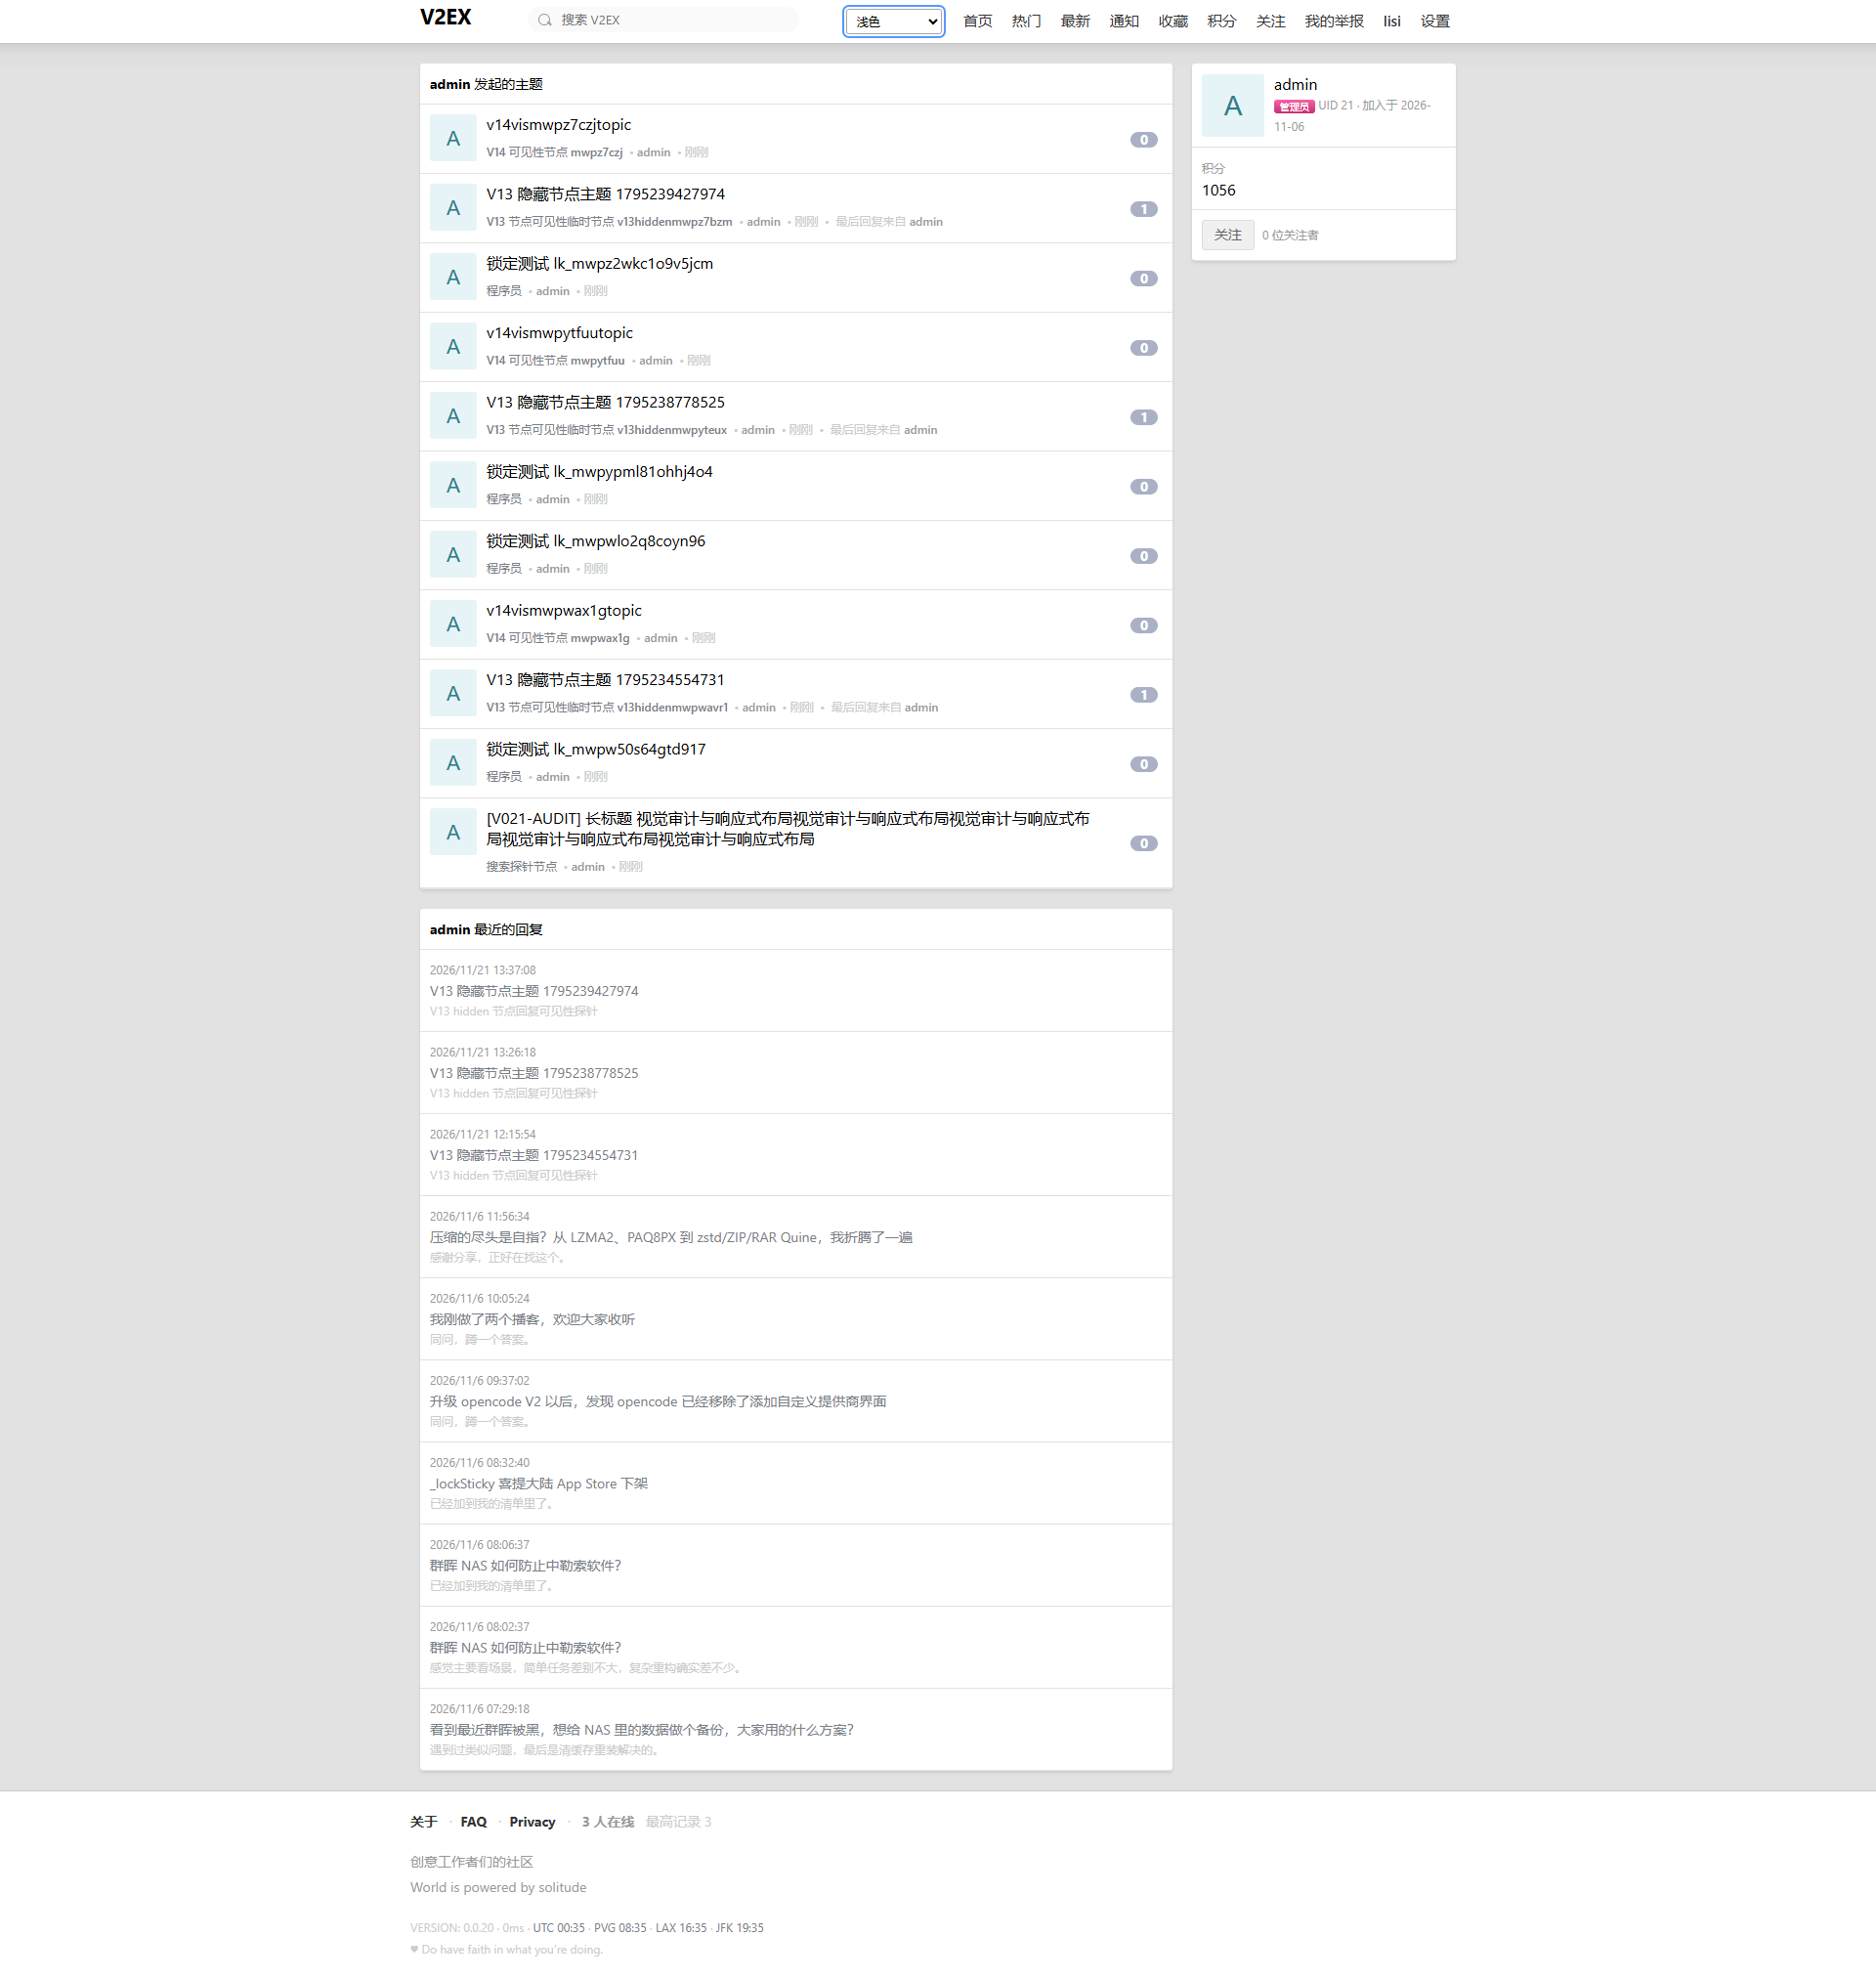 V2EX
搜索 V2EX
浅色
首页 热门 最新 通知 收藏 积分 关注 我的举报 lisi 设置
admin 发起的主题
A
v14vismwpz7czjtopic
V14 可见性节点 mwpz7czj • admin • 刚刚
0
A
V13 隐藏节点主题 1795239427974
V13 节点可见性临时节点 v13hiddenmwpz7bzm • admin • 刚刚 • 最后回复来自 admin
1
A
锁定测试 lk_mwpz2wkc1o9v5jcm
程序员 • admin • 刚刚
0
A
v14vismwpytfuutopic
V14 可见性节点 mwpytfuu • admin • 刚刚
0
A
V13 隐藏节点主题 1795238778525
V13 节点可见性临时节点 v13hiddenmwpyteux • admin • 刚刚 • 最后回复来自 admin
1
A
锁定测试 lk_mwpypml81ohhj4o4
程序员 • admin • 刚刚
0
A
锁定测试 lk_mwpwlo2q8coyn96
程序员 • admin • 刚刚
0
A
v14vismwpwax1gtopic
V14 可见性节点 mwpwax1g • admin • 刚刚
0
A
V13 隐藏节点主题 1795234554731
V13 节点可见性临时节点 v13hiddenmwpwavr1 • admin • 刚刚 • 最后回复来自 admin
1
A
锁定测试 lk_mwpw50s64gtd917
程序员 • admin • 刚刚
0
A
[V021-AUDIT] 长标题 视觉审计与响应式布局视觉审计与响应式布局视觉审计与响应式布
局视觉审计与响应式布局视觉审计与响应式布局
搜索探针节点 • admin • 刚刚
0
admin 最近的回复
2026/11/21 13:37:08
V13 隐藏节点主题 1795239427974
V13 hidden 节点回复可见性探针
2026/11/21 13:26:18
V13 隐藏节点主题 1795238778525
V13 hidden 节点回复可见性探针
2026/11/21 12:15:54
V13 隐藏节点主题 1795234554731
V13 hidden 节点回复可见性探针
2026/11/6 11:56:34
压缩的尽头是自指？从 LZMA2、PAQ8PX 到 zstd/ZIP/RAR Quine，我折腾了一遍
感谢分享，正好在找这个。
2026/11/6 10:05:24
我刚做了两个播客，欢迎大家收听
同问，蹲一个答案。
2026/11/6 09:37:02
升级 opencode V2 以后，发现 opencode 已经移除了添加自定义提供商界面
同问，蹲一个答案。
2026/11/6 08:32:40
_lockSticky 喜提大陆 App Store 下架
已经加到我的清单里了。
2026/11/6 08:06:37
群晖 NAS 如何防止中勒索软件？
已经加到我的清单里了。
2026/11/6 08:02:37
群晖 NAS 如何防止中勒索软件？
感觉主要看场景，简单任务差别不大，复杂重构确实差不少。
2026/11/6 07:29:18
看到最近群晖被黑，想给 NAS 里的数据做个备份，大家用的什么方案？
遇到过类似问题，最后是清缓存重装解决的。
A
admin
管理员 UID 21 · 加入于 2026-
11-06
积分
1056
关注 0 位关注者
关于 · FAQ · Privacy · 3 人在线 最高记录 3
创意工作者们的社区
World is powered by solitude
VERSION: 0.0.20 · 0ms · UTC 00:35 · PVG 08:35 · LAX 16:35 · JFK 19:35
♥ Do have faith in what you're doing.